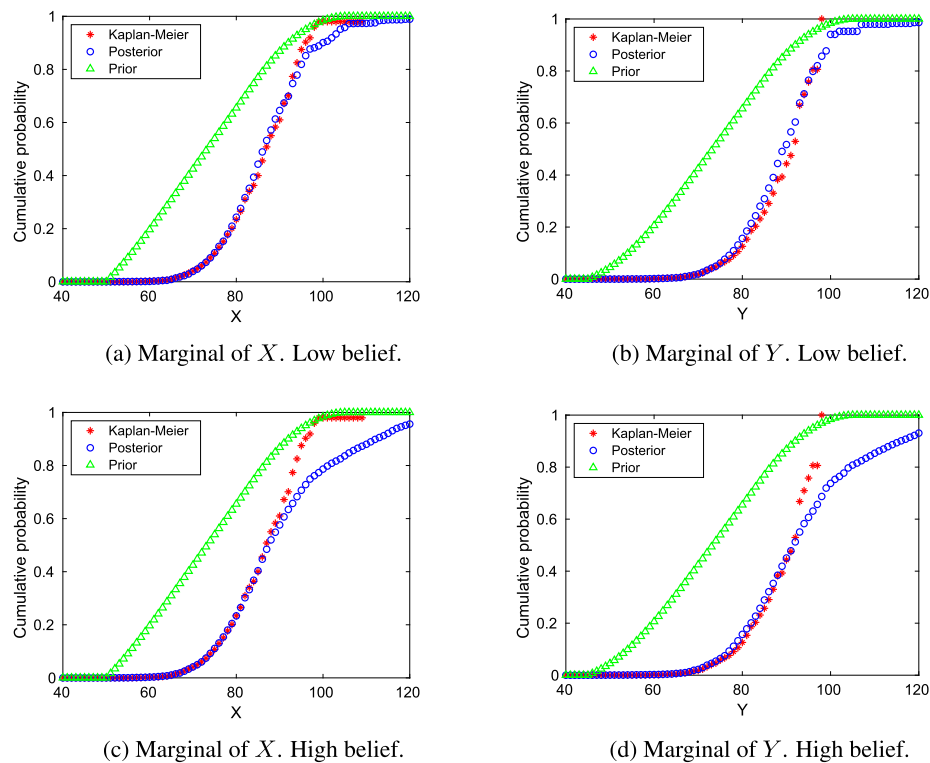 Cumulative probability
1
0.8
0.6
0.4
0.2
0
40 60 80 100 120
X
Kaplan-Meier
Posterior
Prior
(a) Marginal of X. Low belief.
Cumulative probability
1
0.8
0.6
0.4
0.2
0
40 60 80 100 120
Y
Kaplan-Meier
Posterior
Prior
(b) Marginal of Y. Low belief.
Cumulative probability
1
0.8
0.6
0.4
0.2
0
40 60 80 100 120
X
Kaplan-Meier
Posterior
Prior
(c) Marginal of X. High belief.
Cumulative probability
1
0.8
0.6
0.4
0.2
0
40 60 80 100 120
Y
Kaplan-Meier
Posterior
Prior
(d) Marginal of Y. High belief.